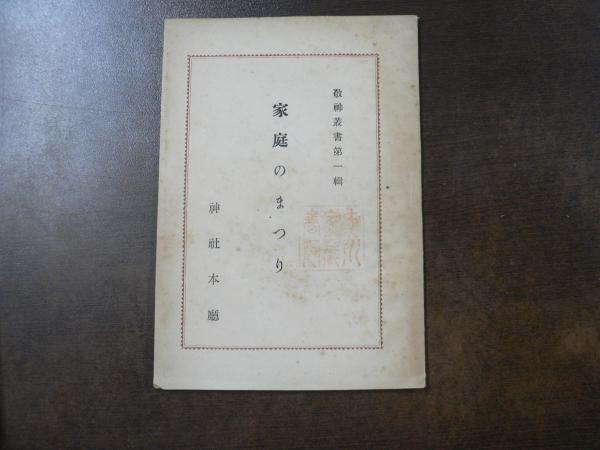 敬神叢書第一輯
家庭のまつり
神社本廳